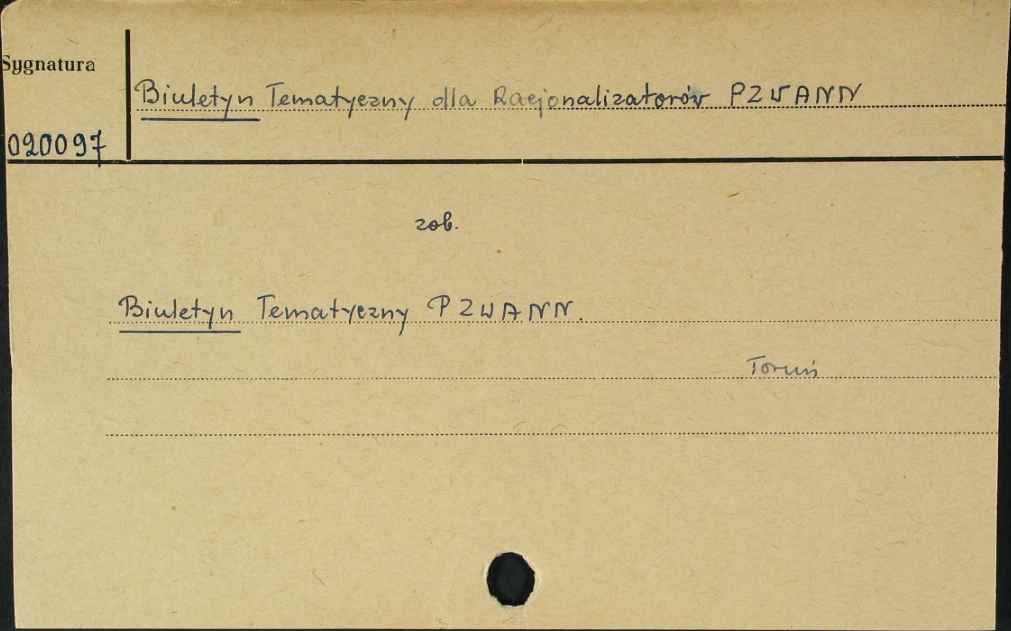 Sygnatura
Biuletyn Tematyczny dla Racjonalizatorów PZWANN
020097
zob.
Biuletyn Tematyczny PZWANN.
Toruń